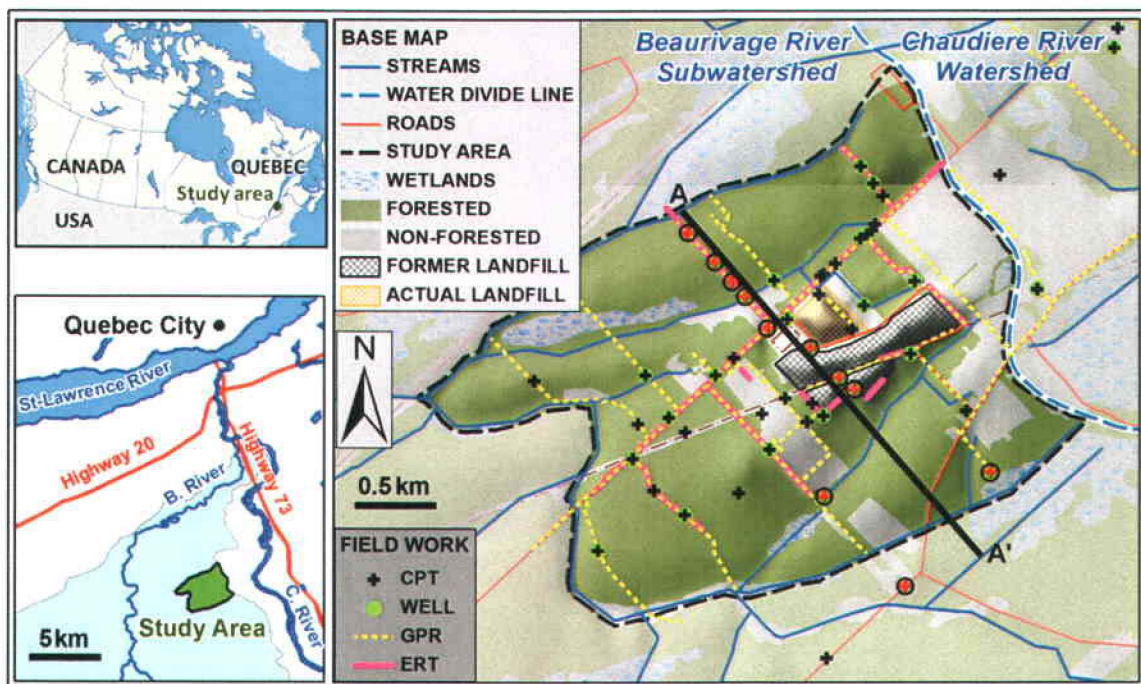 CANADA
QUEBEC
Study area
USA
Quebec City
St-Lawrence River
Highway 20
Highway 73
B. River
C. River
Study Area
5 km
BASE MAP
STREAMS
WATER DIVIDE LINE
ROADS
STUDY AREA
WETLANDS
FORESTED
NON-FORESTED
FORMER LANDFILL
ACTUAL LANDFILL
N
0.5 km
FIELD WORK
CPT
WELL
GPR
ERT
Beaurivage River
Subwatershed
Chaudiere River
Watershed
A
A'